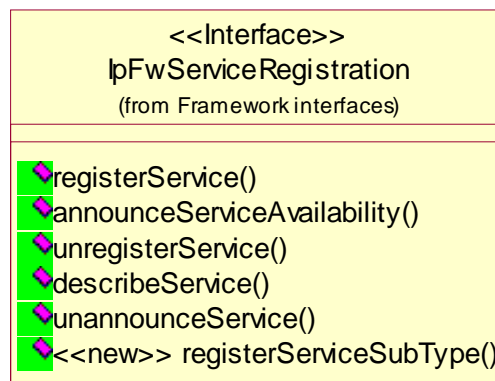 <<Interface>>
IpFwServiceRegistration
(from Framework interfaces)
registerService()
announceServiceAvailability()
unregisterService()
describeService()
unannounceService()
<<new>> registerServiceSubType()